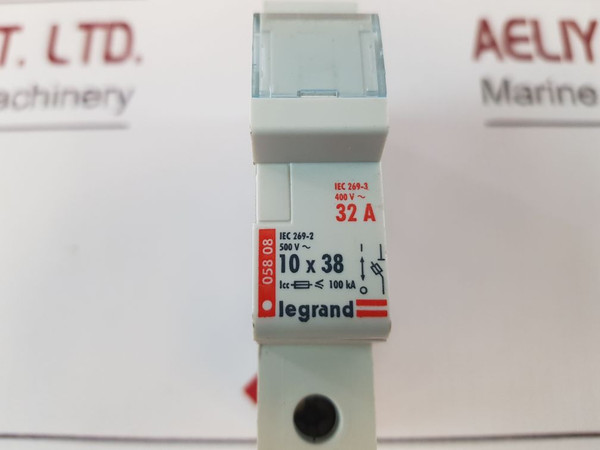 T. LTD.
AELIY
achinery
Marine
IEC 269-3
400 V ~
32 A
058 08
IEC 269-2
500 V ~
10 x 38
Icc ≤ 100 kA
legrand